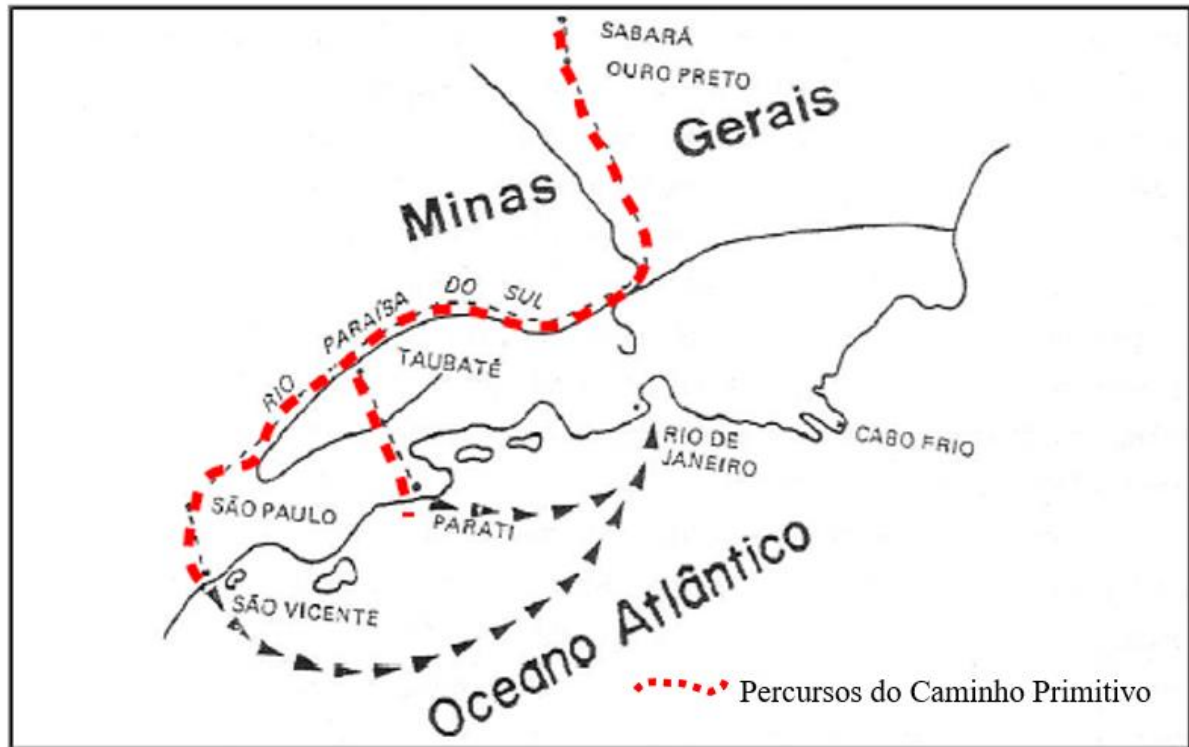 SABARÁ
OURO PRETO
Minas Gerais
RIO PARAÍBA DO SUL
TAUBATÉ
SÃO PAULO
PARATI
RIO DE
JANEIRO
CABO FRIO
SÃO VICENTE
Oceano Atlântico
Percursos do Caminho Primitivo